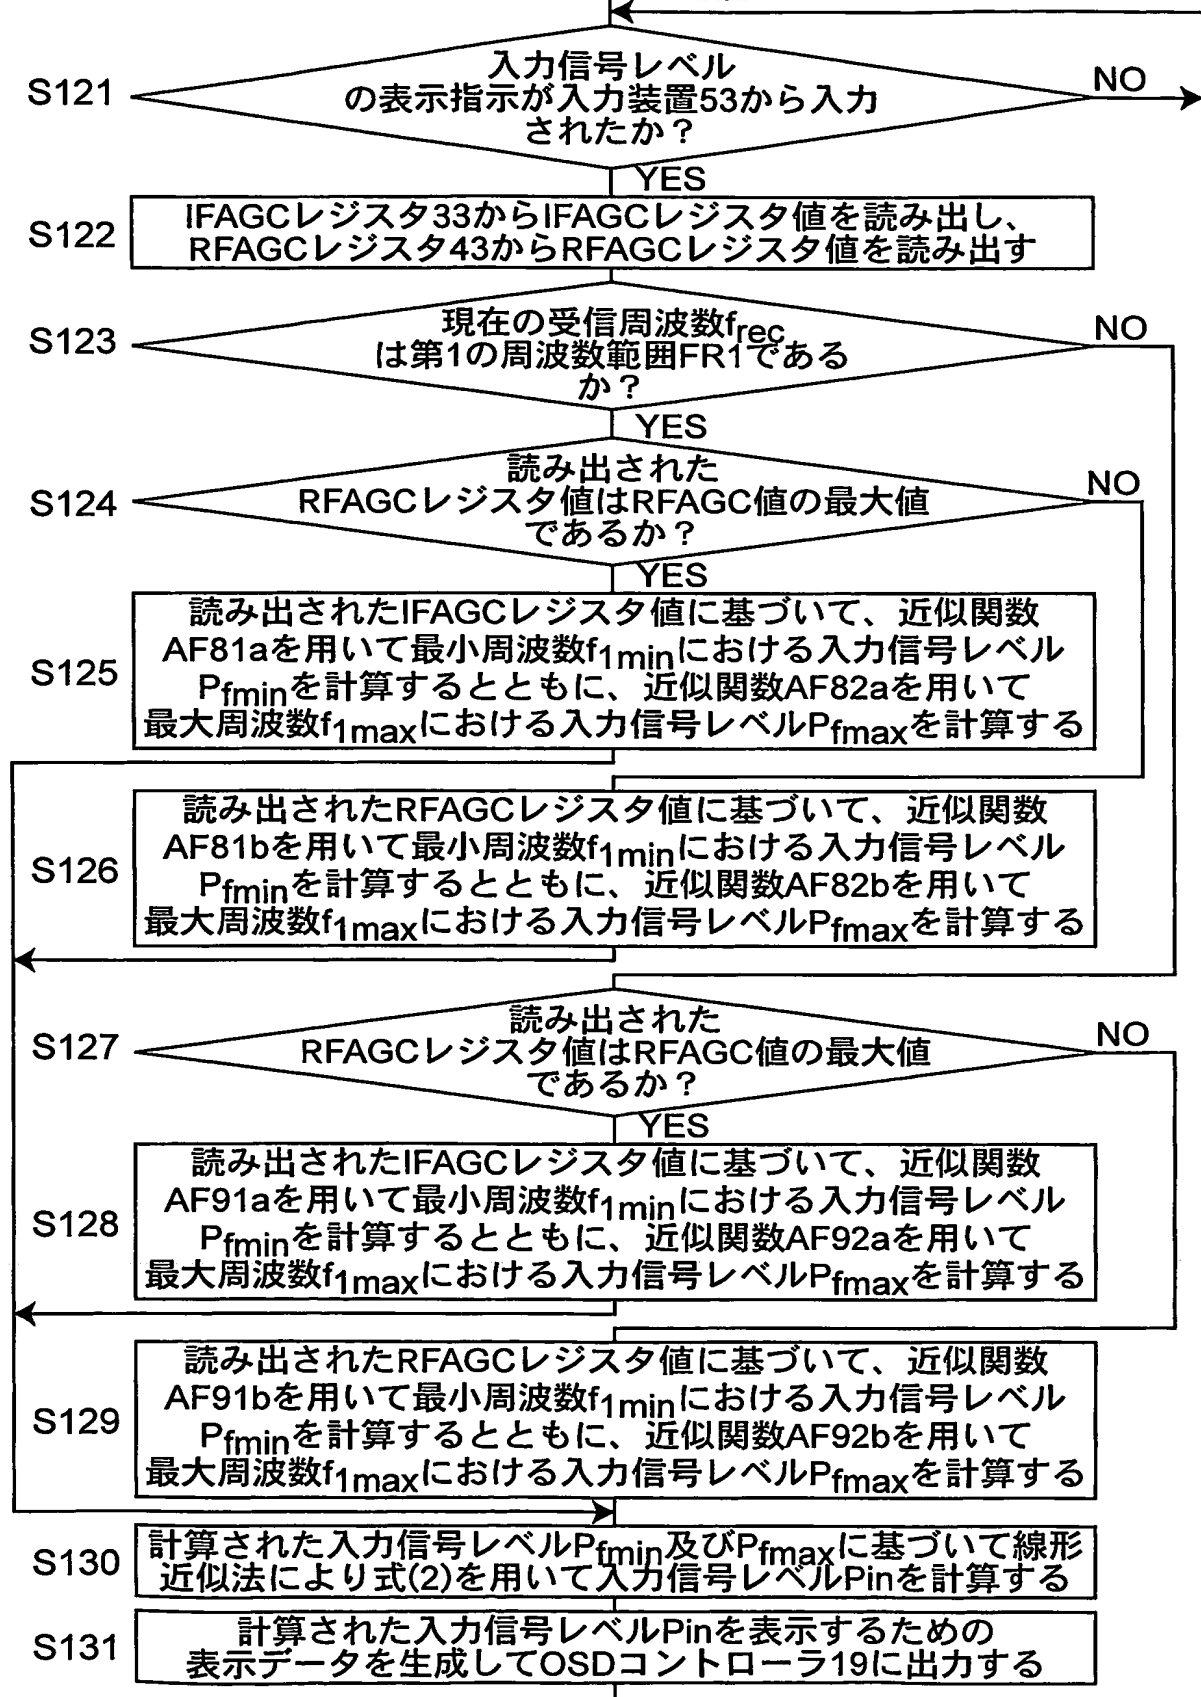 S121
入力信号レベル
の表示指示が入力装置53から入力
されたか？
NO
YES
S122
IFAGCレジスタ33からIFAGCレジスタ値を読み出し、
RFAGCレジスタ43からRFAGCレジスタ値を読み出す
S123
現在の受信周波数frec
は第1の周波数範囲FR1である
か？
NO
YES
S124
読み出された
RFAGCレジスタ値はRFAGC値の最大値
であるか？
NO
YES
S125
読み出されたIFAGCレジスタ値に基づいて、近似関数
AF81aを用いて最小周波数f1minにおける入力信号レベル
Pfminを計算するとともに、近似関数AF82aを用いて
最大周波数f1maxにおける入力信号レベルPfmaxを計算する
S126
読み出されたRFAGCレジスタ値に基づいて、近似関数
AF81bを用いて最小周波数f1minにおける入力信号レベル
Pfminを計算するとともに、近似関数AF82bを用いて
最大周波数f1maxにおける入力信号レベルPfmaxを計算する
S127
読み出された
RFAGCレジスタ値はRFAGC値の最大値
であるか？
NO
YES
S128
読み出されたIFAGCレジスタ値に基づいて、近似関数
AF91aを用いて最小周波数f1minにおける入力信号レベル
Pfminを計算するとともに、近似関数AF92aを用いて
最大周波数f1maxにおける入力信号レベルPfmaxを計算する
S129
読み出されたRFAGCレジスタ値に基づいて、近似関数
AF91bを用いて最小周波数f1minにおける入力信号レベル
Pfminを計算するとともに、近似関数AF92bを用いて
最大周波数f1maxにおける入力信号レベルPfmaxを計算する
S130
計算された入力信号レベルPfmin及びPfmaxに基づいて線形
近似法により式(2)を用いて入力信号レベルPinを計算する
S131
計算された入力信号レベルPinを表示するための
表示データを生成してOSDコントローラ19に出力する